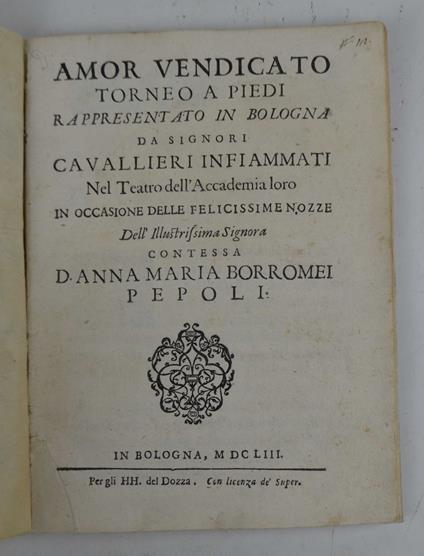 AMOR VENDICATO
TORNEO A PIEDI
RAPPRESENTATO IN BOLOGNA
DA SIGNORI
CAVALLIERI INFIAMMATI
Nel Teatro dell'Accademia loro
IN OCCASIONE DELLE FELICISSIME NOZZE
Dell' Illustrissima Signora
CONTESSA
D. ANNA MARIA BORROMEI
PEPOLI.
IN BOLOGNA, MDCLIII.
Per gli HH. del Dozza. Con licenza de' Super.